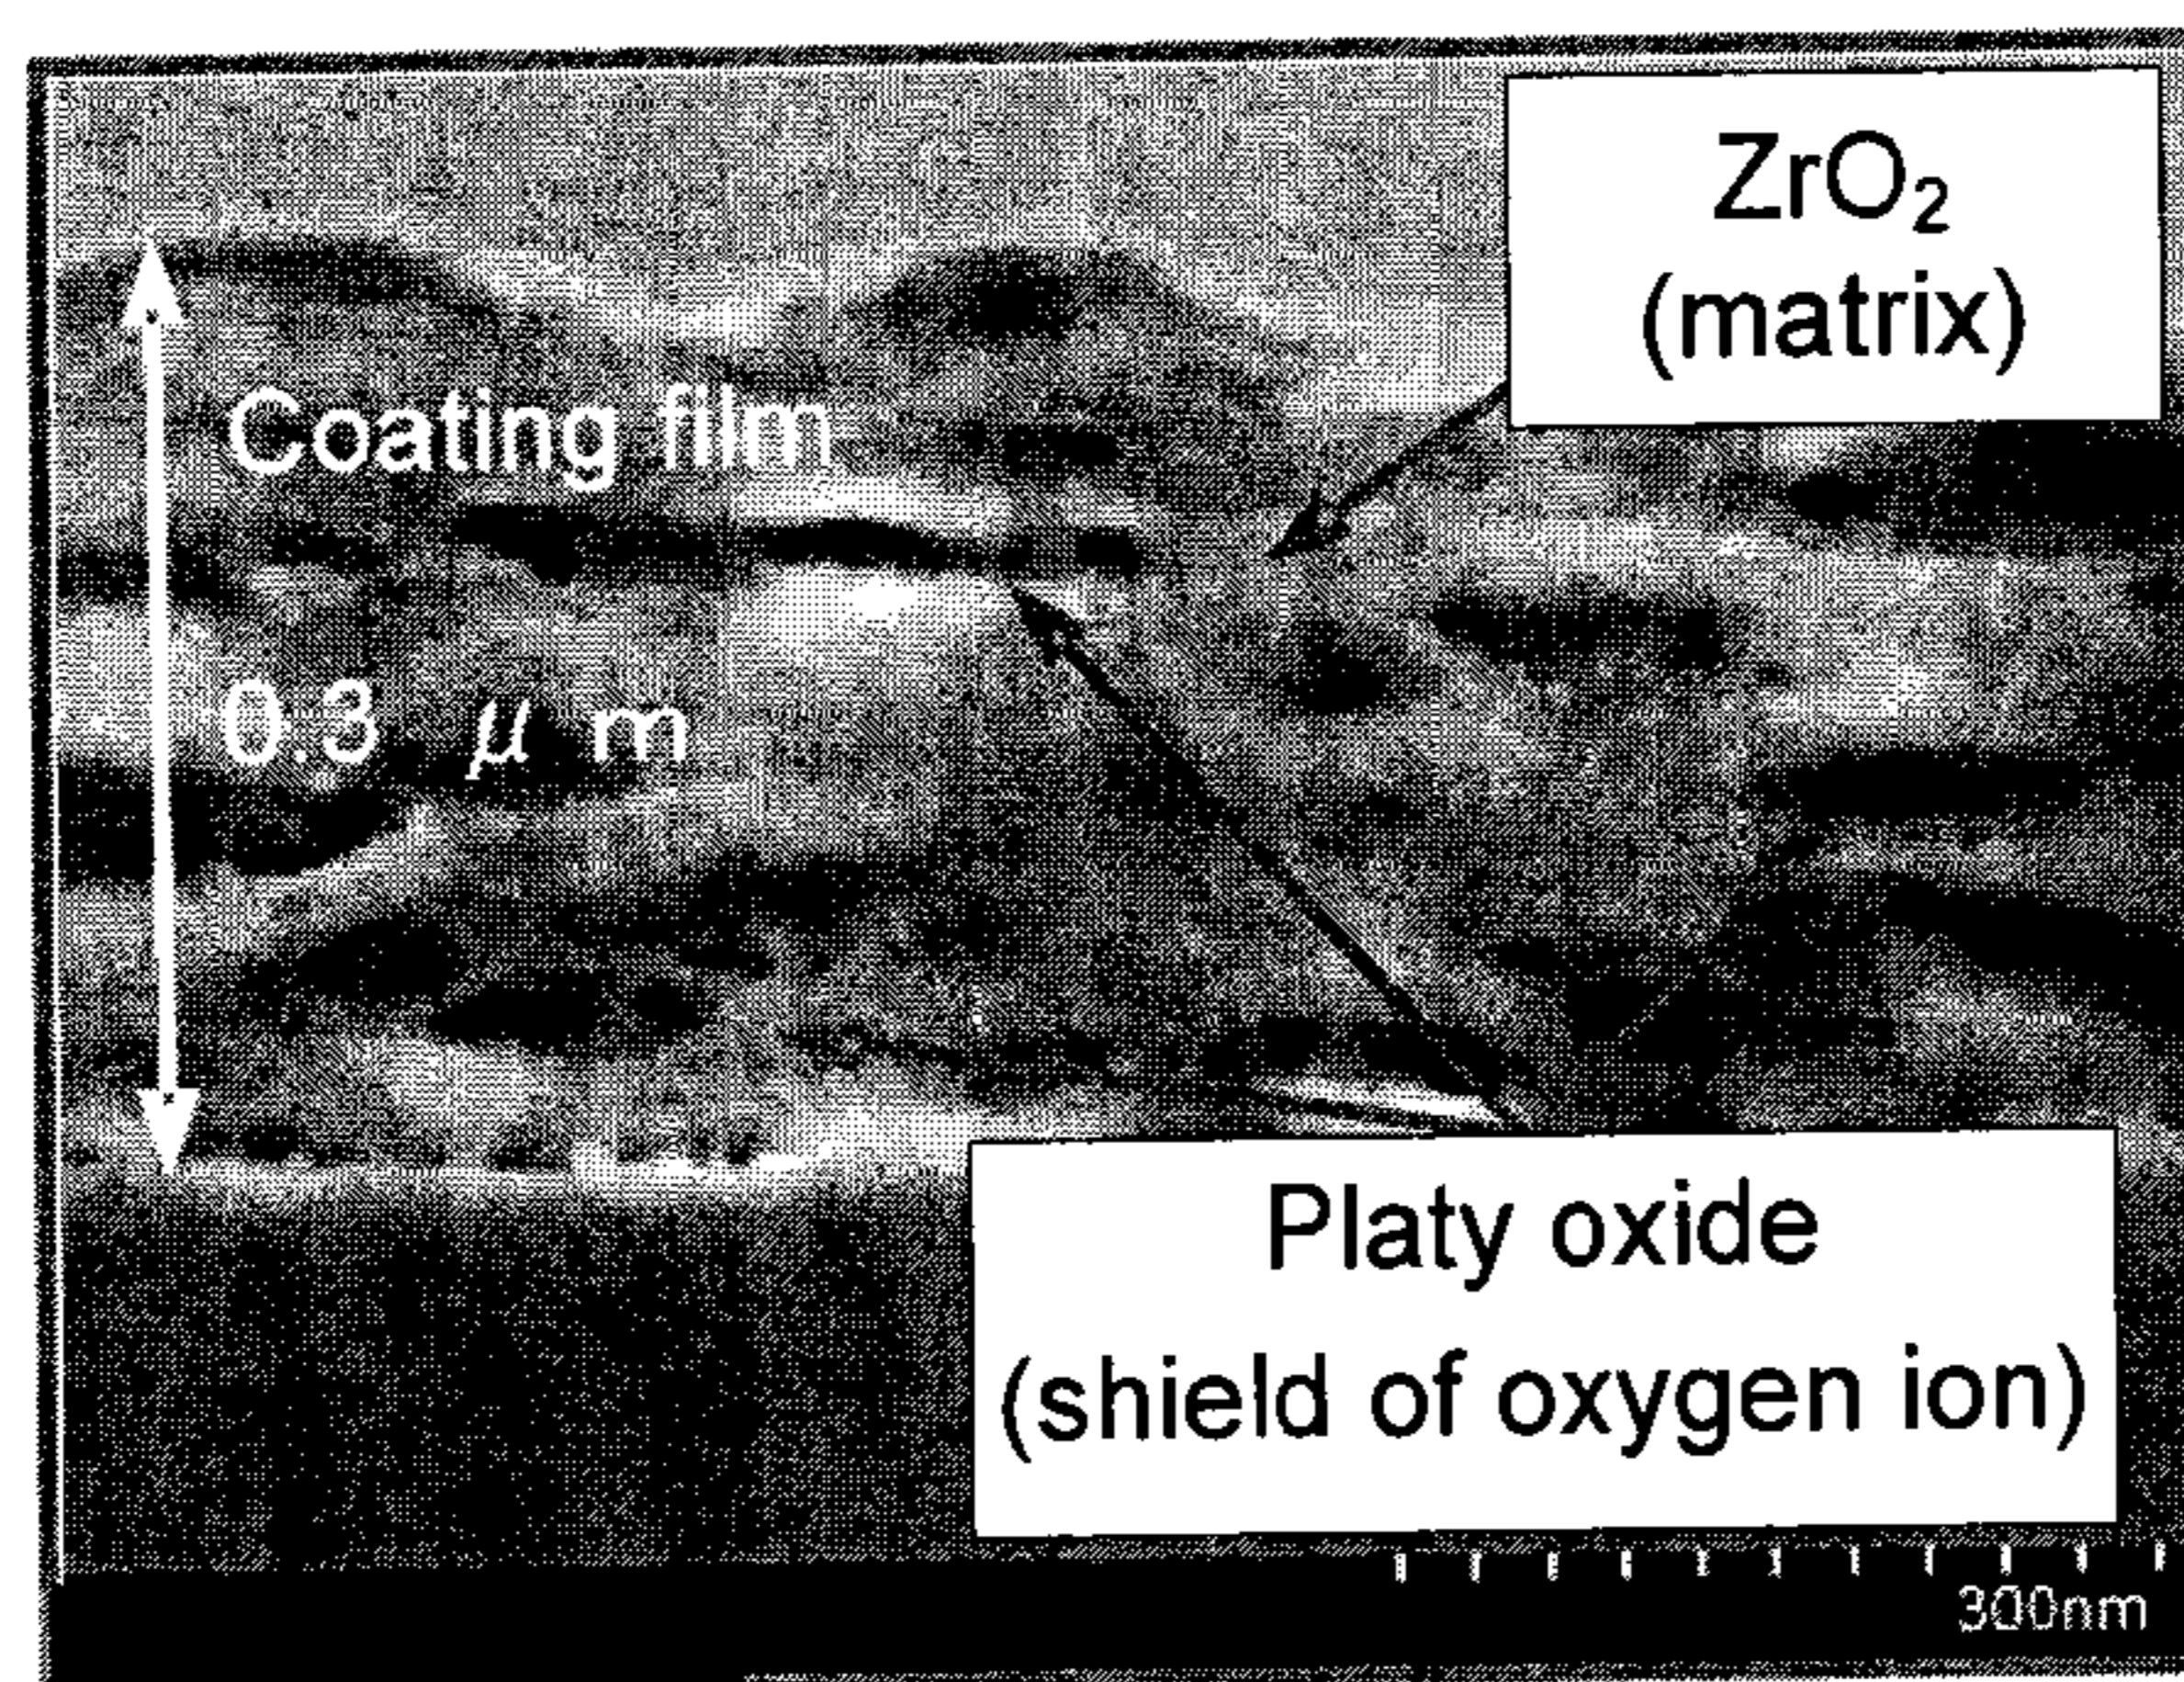 ZrO₂
(matrix)
Coating film
0.3 μm
Platy oxide
(shield of oxygen ion)
300nm